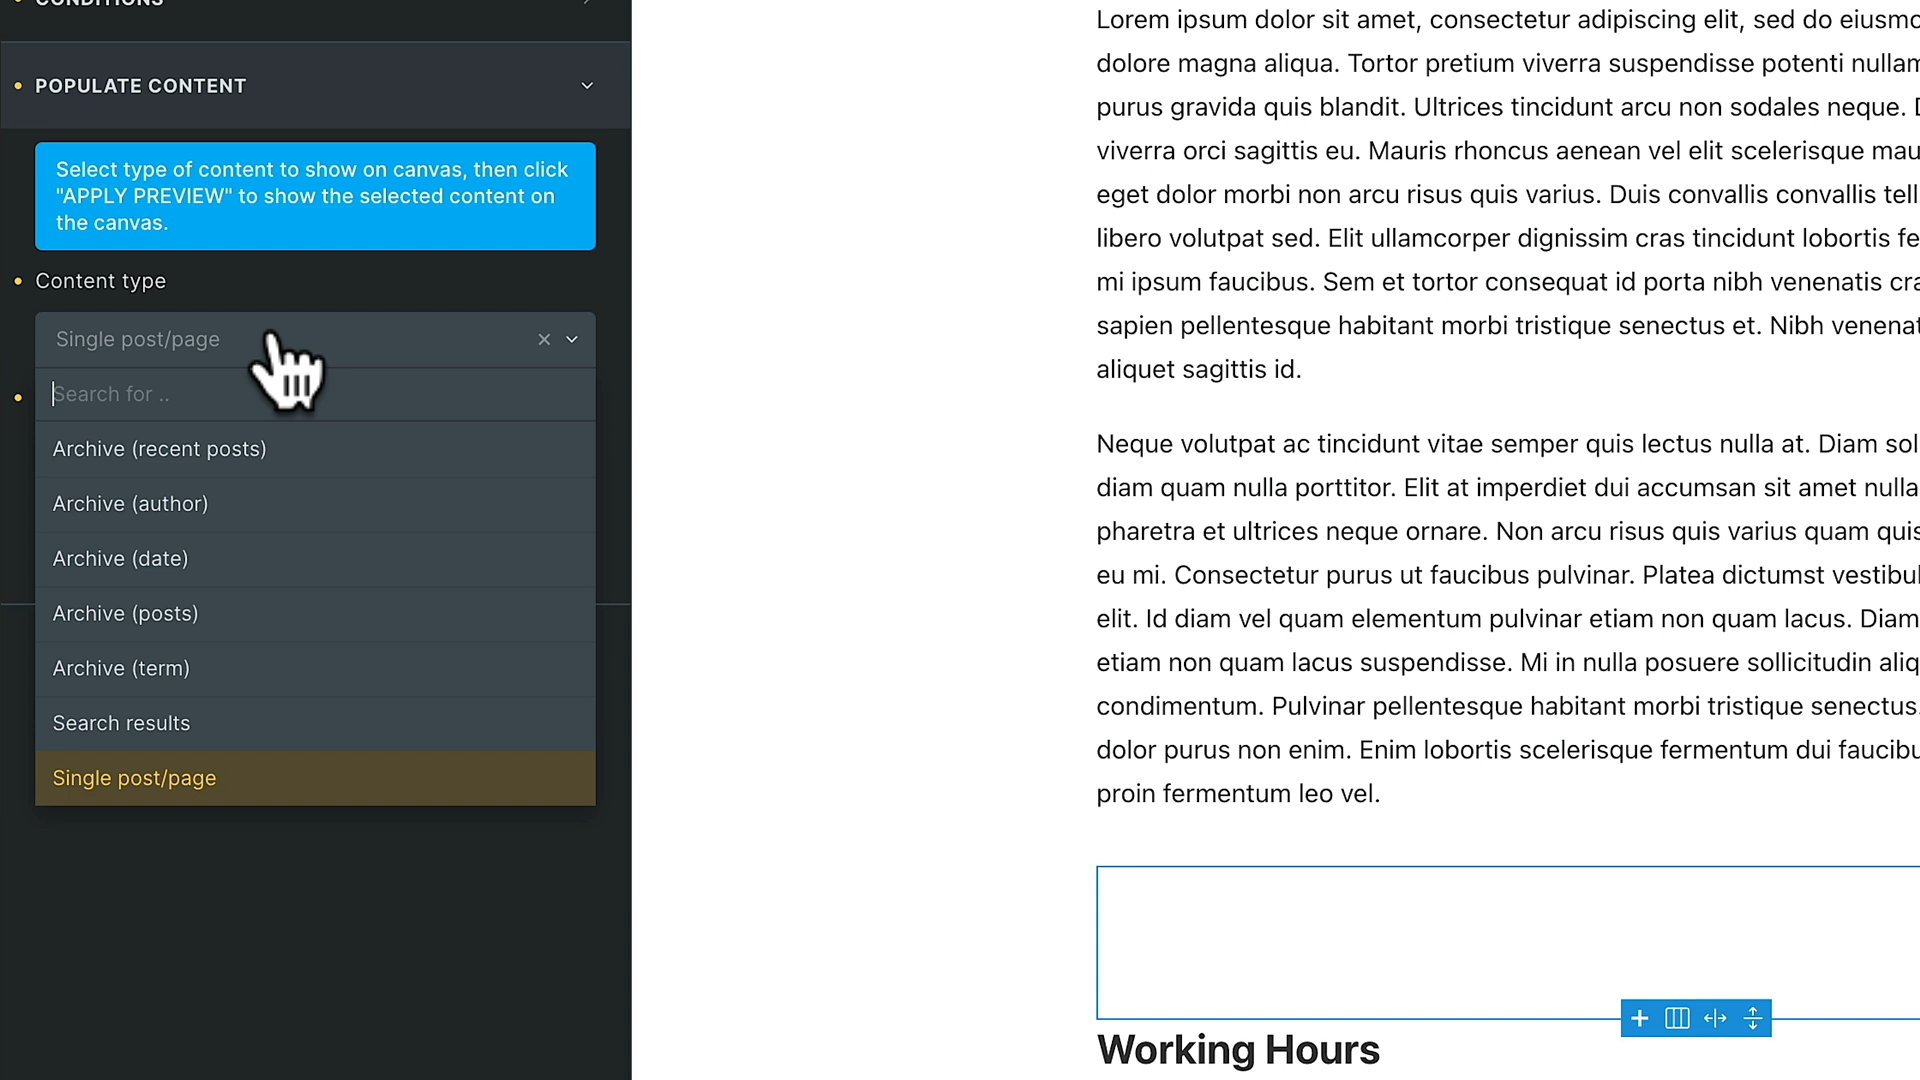 CONDITIONS
POPULATE CONTENT
Select type of content to show on canvas, then click
"APPLY PREVIEW" to show the selected content on
the canvas.
Content type
Single post/page
Search for ..
Archive (recent posts)
Archive (author)
Archive (date)
Archive (posts)
Archive (term)
Search results
Single post/page
Lorem ipsum dolor sit amet, consectetur adipiscing elit, sed do
dolore magna aliqua. Tortor pretium viverra suspendisse potenti
purus gravida quis blandit. Ultrices tincidunt arcu non sodales neque.
viverra orci sagittis eu. Mauris rhoncus aenean vel elit scelerisque
eget dolor morbi non arcu risus quis varius. Duis convallis convallis
libero volutpat sed. Elit ullamcorper dignissim cras tincidunt lobortis
mi ipsum faucibus. Sem et tortor consequat id porta nibh venenatis
sapien pellentesque habitant morbi tristique senectus et. Nibh
aliquet sagittis id.
Neque volutpat ac tincidunt vitae semper quis lectus nulla at. Diam
diam quam nulla porttitor. Elit at imperdiet dui accumsan sit amet nulla
pharetra et ultrices neque ornare. Non arcu risus quis varius quam quis
eu mi. Consectetur purus ut faucibus pulvinar. Platea dictumst
elit. Id diam vel quam elementum pulvinar etiam non quam lacus. Diam
etiam non quam lacus suspendisse. Mi in nulla posuere sollicitudin
condimentum. Pulvinar pellentesque habitant morbi tristique senectus.
dolor purus non enim. Enim lobortis scelerisque fermentum dui
proin fermentum leo vel.
Working Hours